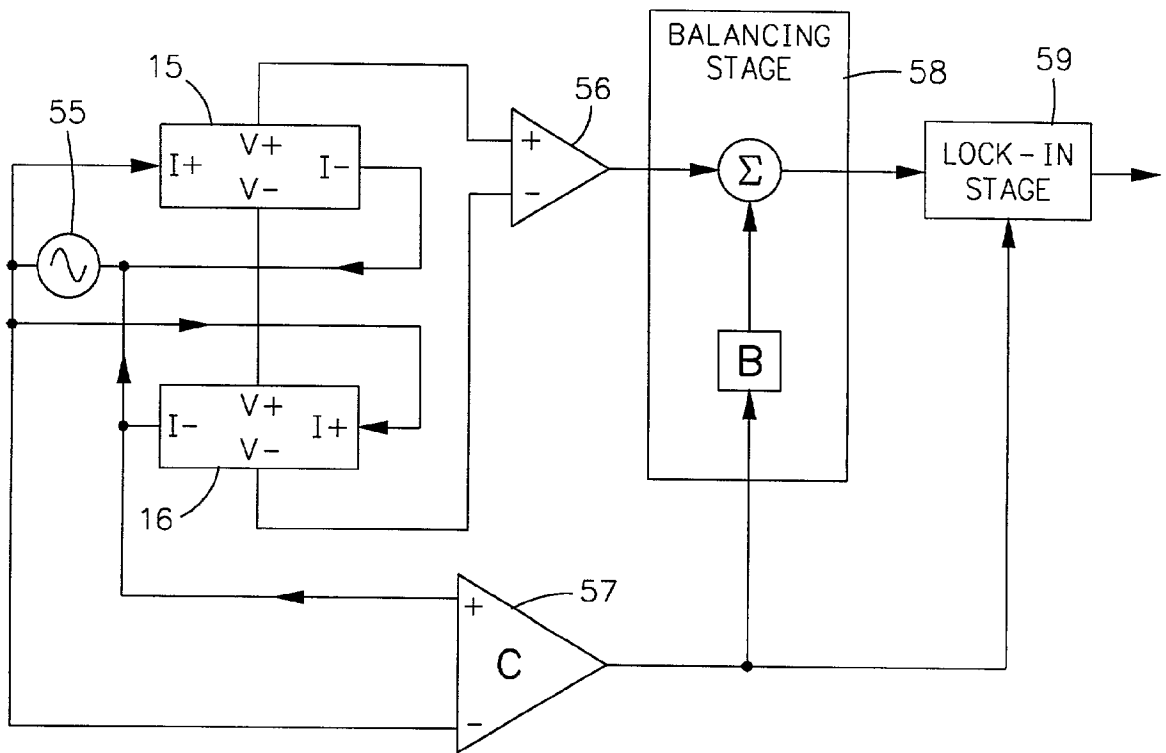 BALANCING
STAGE
58
59
15
56
55
V+
I+
I-
V-
+
-
Σ
LOCK-IN
STAGE
B
V+
I-
I+
V-
16
57
+
C
-